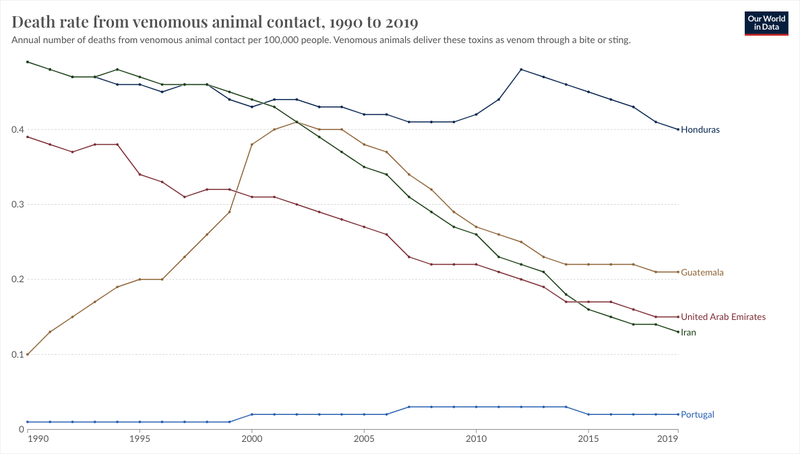 Death rate from venomous animal contact, 1990 to 2019
Our World
in Data
Annual number of deaths from venomous animal contact per 100,000 people. Venomous animals deliver these toxins as venom through a bite or sting.
0.4
Honduras
0.3
0.2
Guatemala
United Arab Emirates
Iran
0.1
Portugal
0
1990
1995
2000
2005
2010
2015
2019